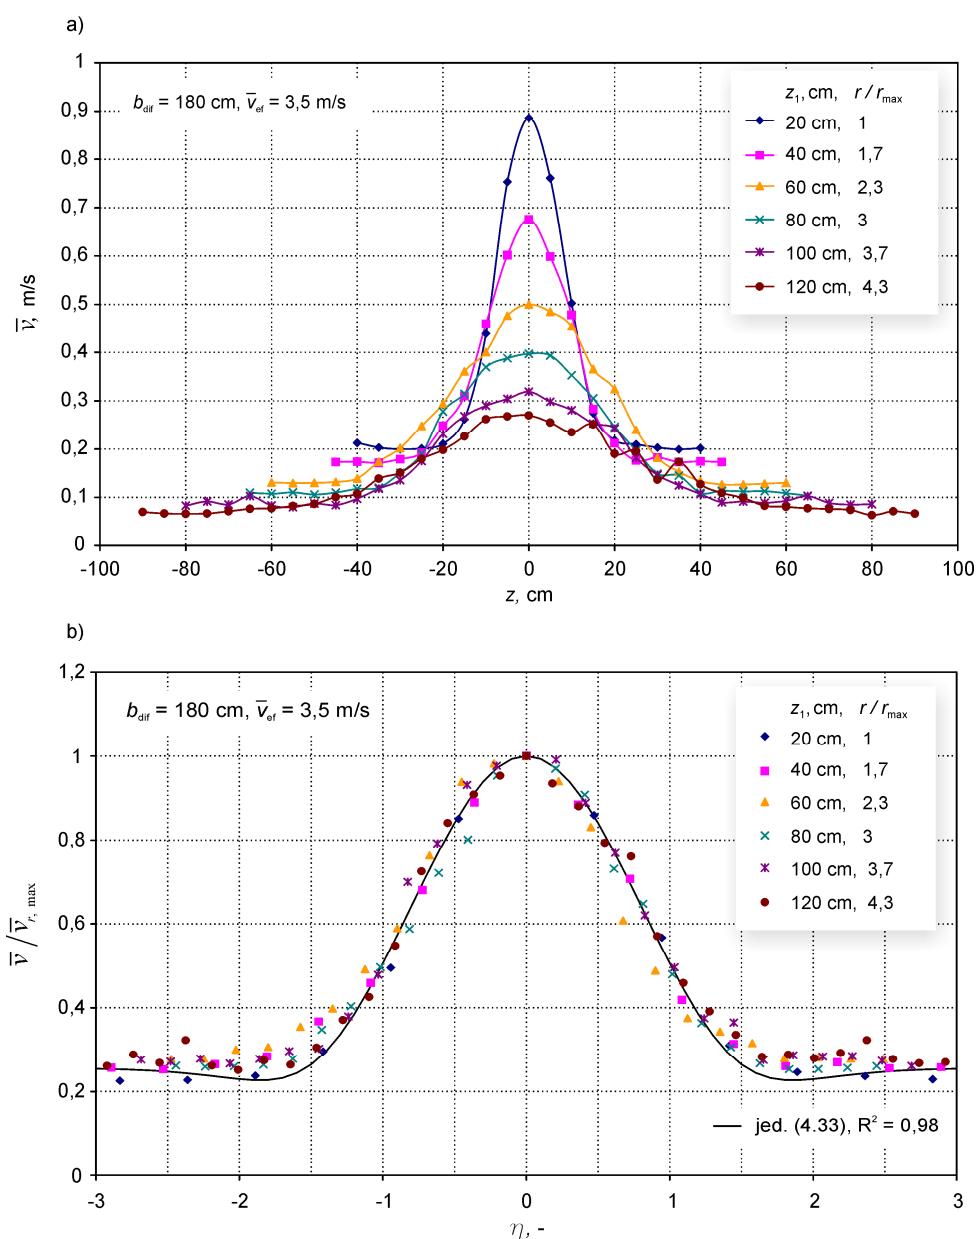 a)
1
0,9
0,8
0,7
0,6
0,5
0,4
0,3
0,2
0,1
0
v̅, m/s
b_dif = 180 cm, v̅_ef = 3,5 m/s
z₁, cm, r / r_max
20 cm, 1
40 cm, 1,7
60 cm, 2,3
80 cm, 3
100 cm, 3,7
120 cm, 4,3
-100 -80 -60 -40 -20 0 20 40 60 80 100
z, cm
b)
1,2
1
0,8
0,6
0,4
0,2
0
v̅ / v̅_r, max
b_dif = 180 cm, v̅_ef = 3,5 m/s
z₁, cm, r / r_max
20 cm, 1
40 cm, 1,7
60 cm, 2,3
80 cm, 3
100 cm, 3,7
120 cm, 4,3
jed. (4.33), R² = 0,98
-3 -2 -1 0 1 2 3
η, -